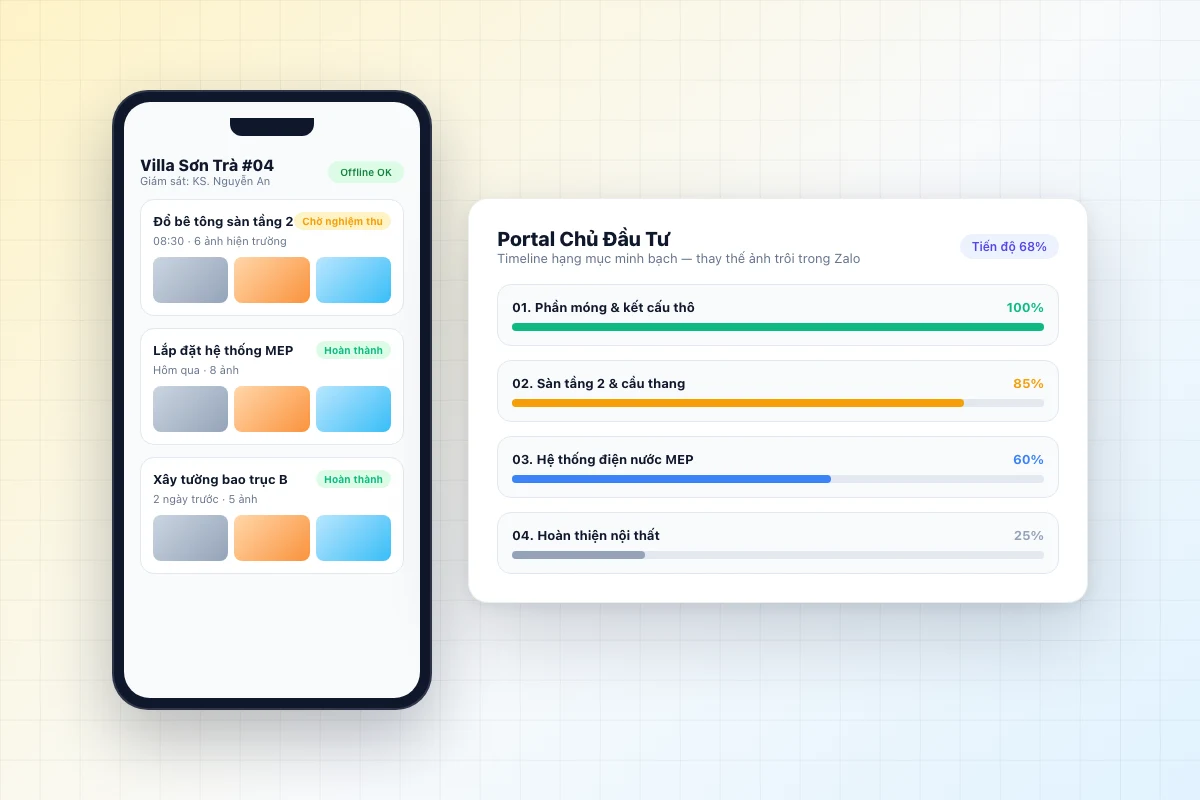 Villa Sơn Trà #04
Giám sát: KS. Nguyễn An
Offline OK
Đổ bê tông sàn tầng 2
Chờ nghiệm thu
08:30 · 6 ảnh hiện trường
Lắp đặt hệ thống MEP
Hoàn thành
Hôm qua · 8 ảnh
Xây tường bao trục B
Hoàn thành
2 ngày trước · 5 ảnh
Portal Chủ Đầu Tư
Timeline hạng mục minh bạch — thay thế ảnh trôi trong Zalo
Tiến độ 68%
01. Phần móng & kết cấu thô
100%
02. Sàn tầng 2 & cầu thang
85%
03. Hệ thống điện nước MEP
60%
04. Hoàn thiện nội thất
25%